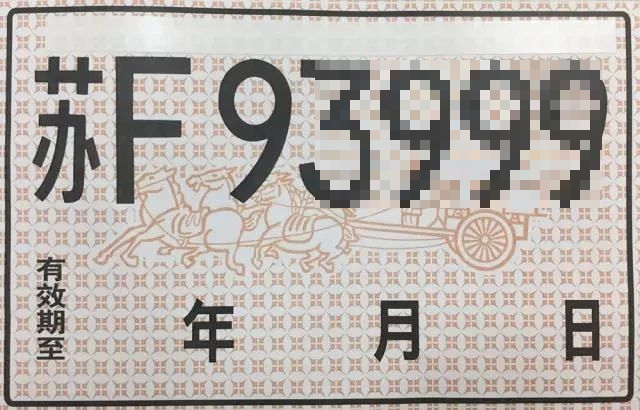 苏F9
有效期至 年 月 日